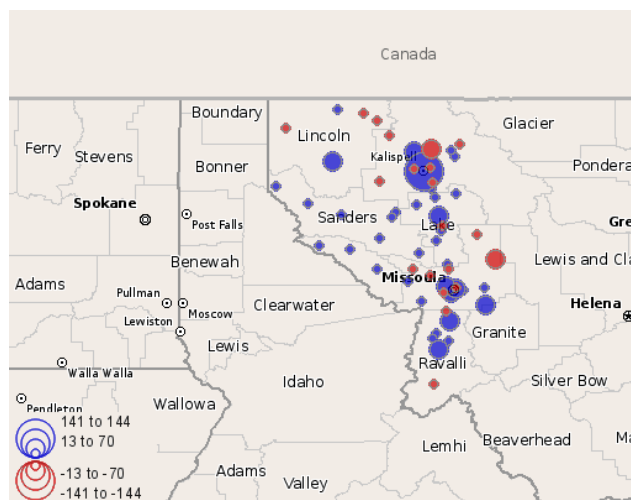 Canada
Boundary
Glacier
Ferry
Stevens
Lincoln
Kalispell
Bonner
Pondera
Spokane
Post Falls
Sanders
Lake
Gre
Benewah
Lewis and Cla
Adams
Missoula
Pullman
Moscow
Clearwater
Helena
Lewiston
Lewis
Granite
Walla Walla
Ravalli
Idaho
Silver Bow
Pendleton
Wallowa
141 to 144
13 to 70
Lemhi
Beaverhead
Ma
-13 to -70
-141 to -144
Adams
Valley